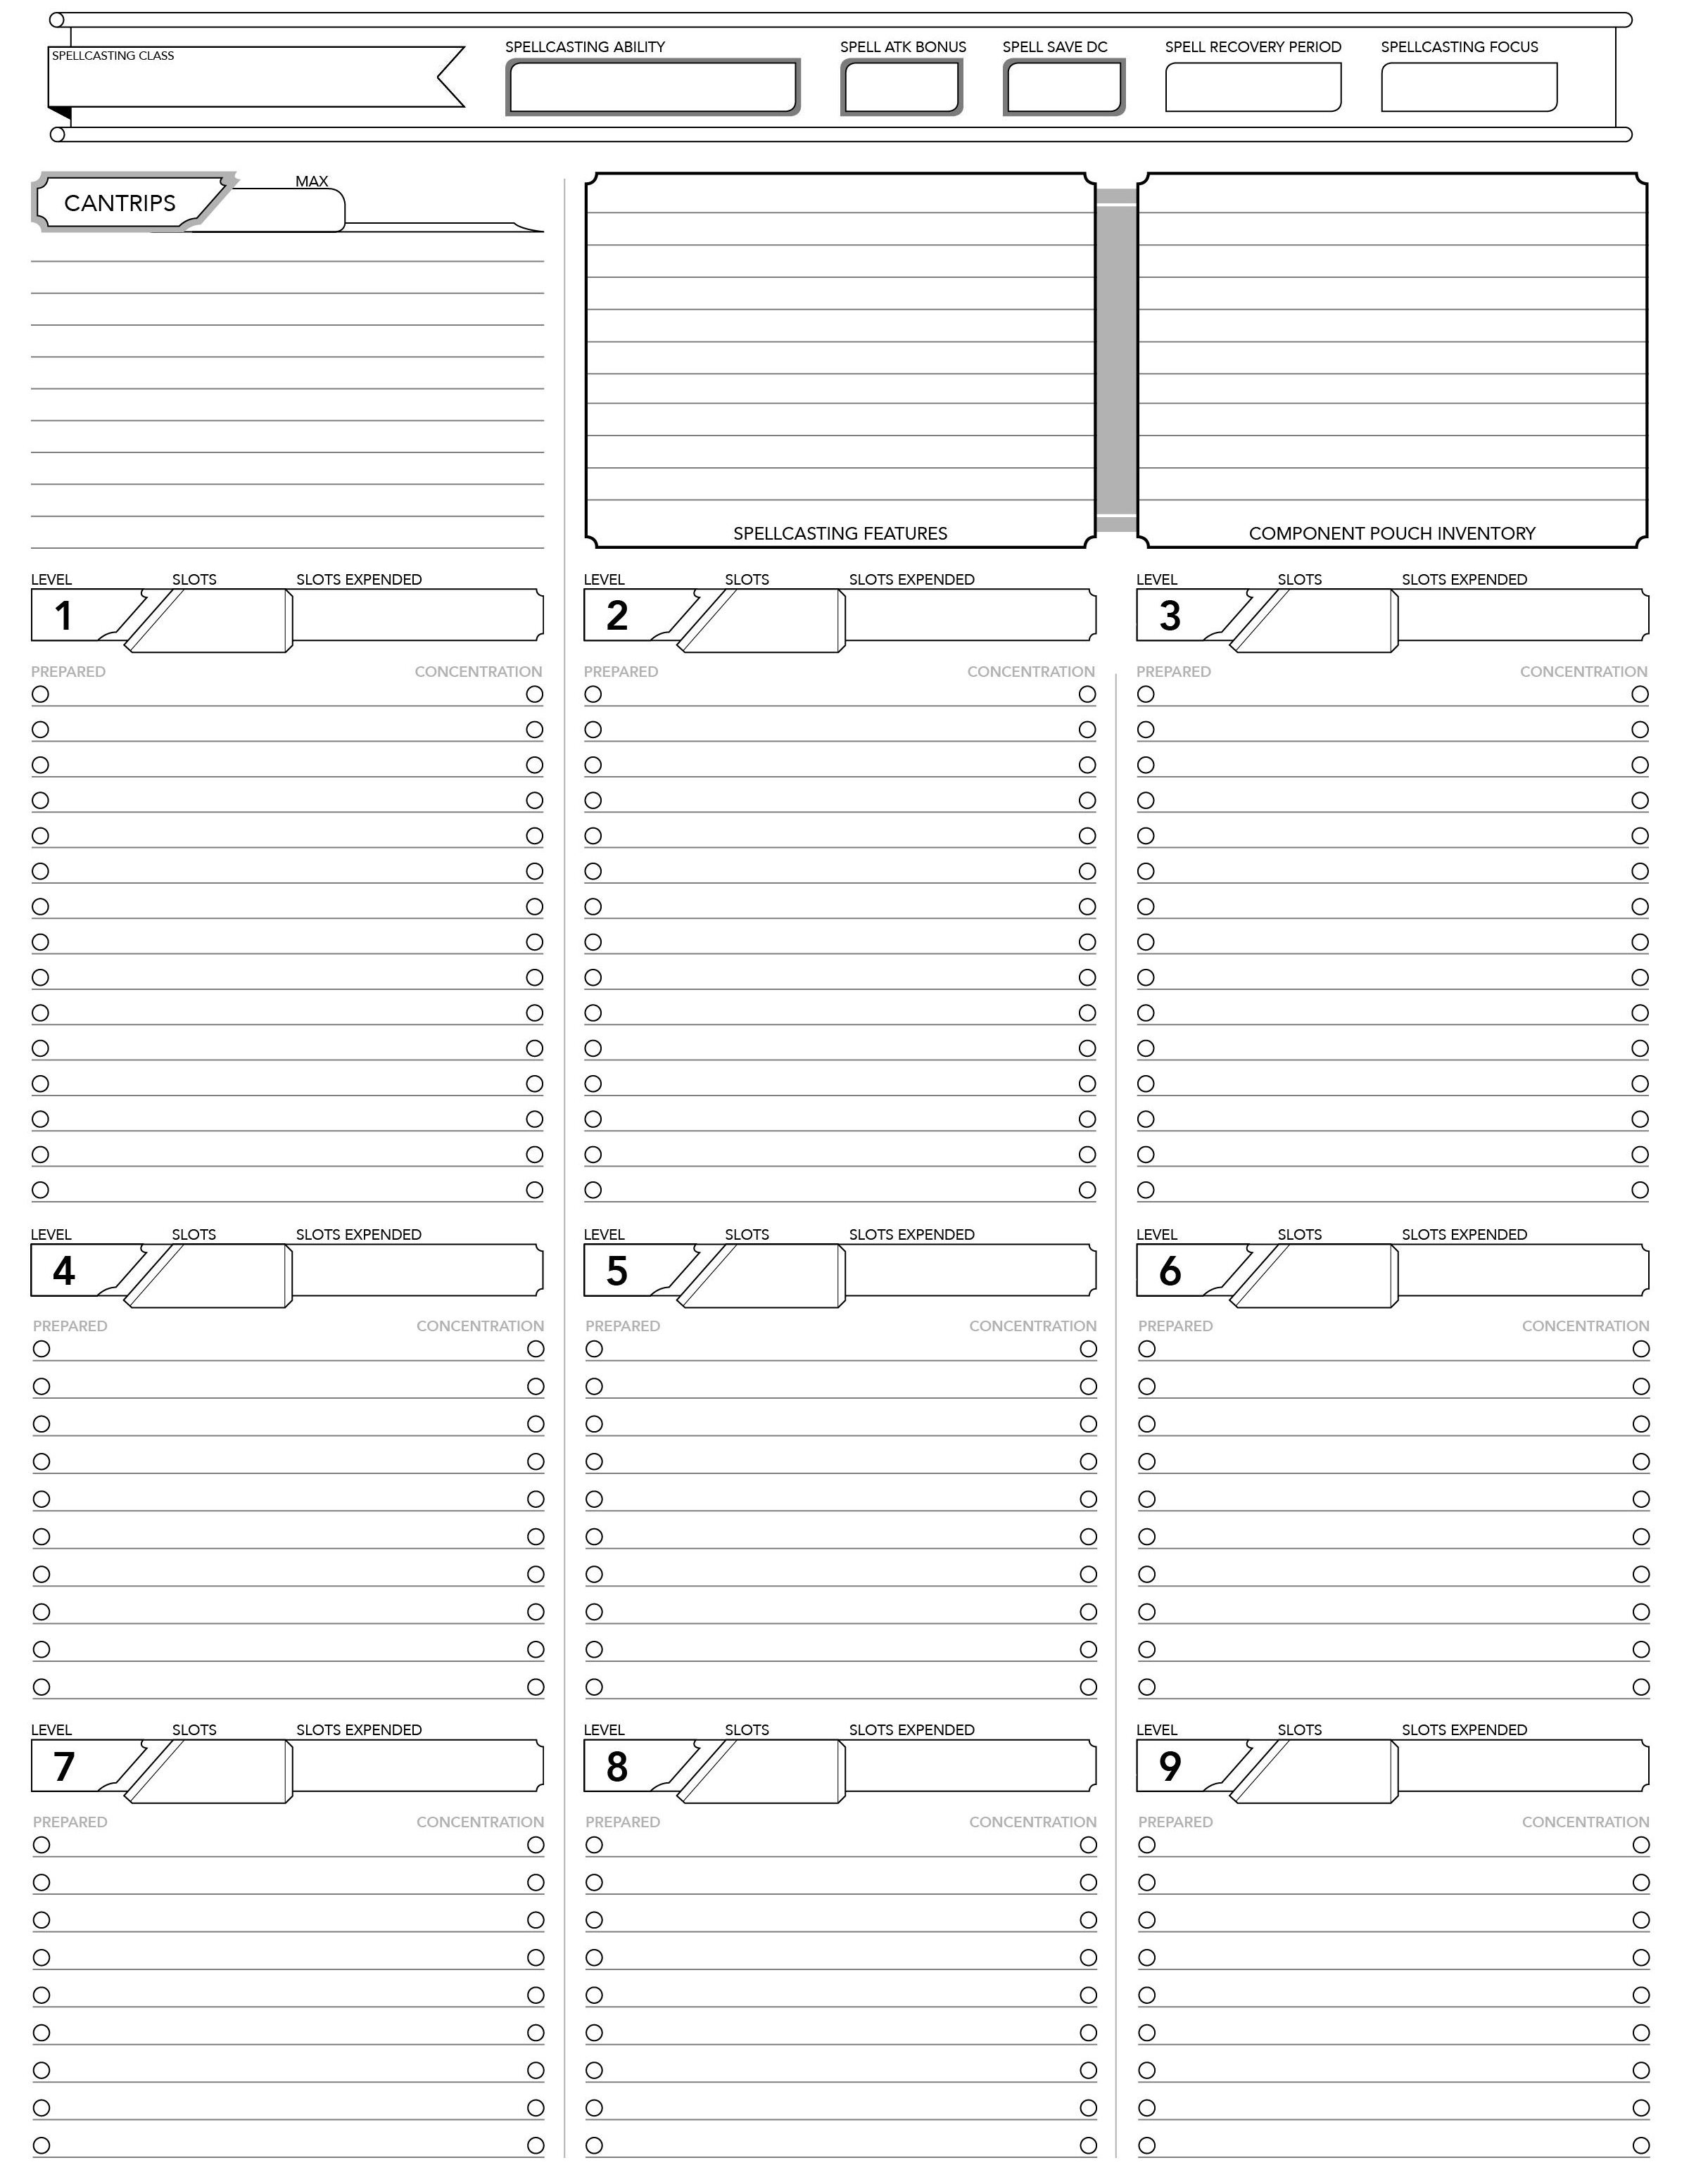 SPELLCASTING CLASS
SPELLCASTING ABILITY
SPELL ATK BONUS
SPELL SAVE DC
SPELL RECOVERY PERIOD
SPELLCASTING FOCUS
CANTRIPS
MAX
SPELLCASTING FEATURES
COMPONENT POUCH INVENTORY
LEVEL SLOTS SLOTS EXPENDED
1
PREPARED CONCENTRATION
LEVEL SLOTS SLOTS EXPENDED
2
PREPARED CONCENTRATION
LEVEL SLOTS SLOTS EXPENDED
3
PREPARED CONCENTRATION
LEVEL SLOTS SLOTS EXPENDED
4
PREPARED CONCENTRATION
LEVEL SLOTS SLOTS EXPENDED
5
PREPARED CONCENTRATION
LEVEL SLOTS SLOTS EXPENDED
6
PREPARED CONCENTRATION
LEVEL SLOTS SLOTS EXPENDED
7
PREPARED CONCENTRATION
LEVEL SLOTS SLOTS EXPENDED
8
PREPARED CONCENTRATION
LEVEL SLOTS SLOTS EXPENDED
9
PREPARED CONCENTRATION